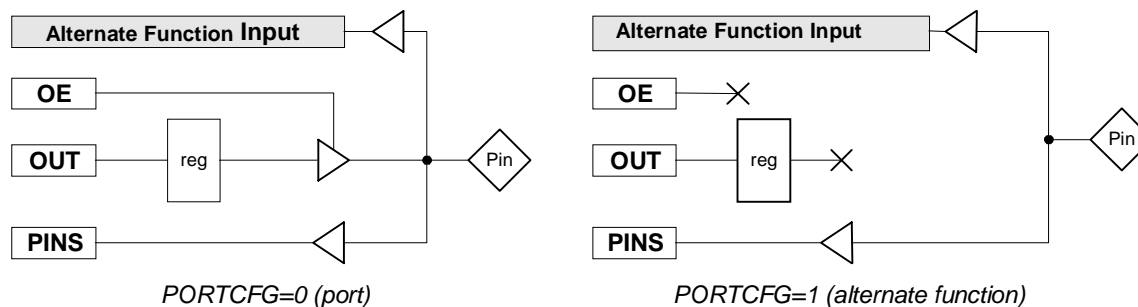 Alternate Function Input
OE
OUT
reg
Pin
PINS
PORTCFG=0 (port)
Alternate Function Input
OE
OUT
reg
Pin
PINS
PORTCFG=1 (alternate function)